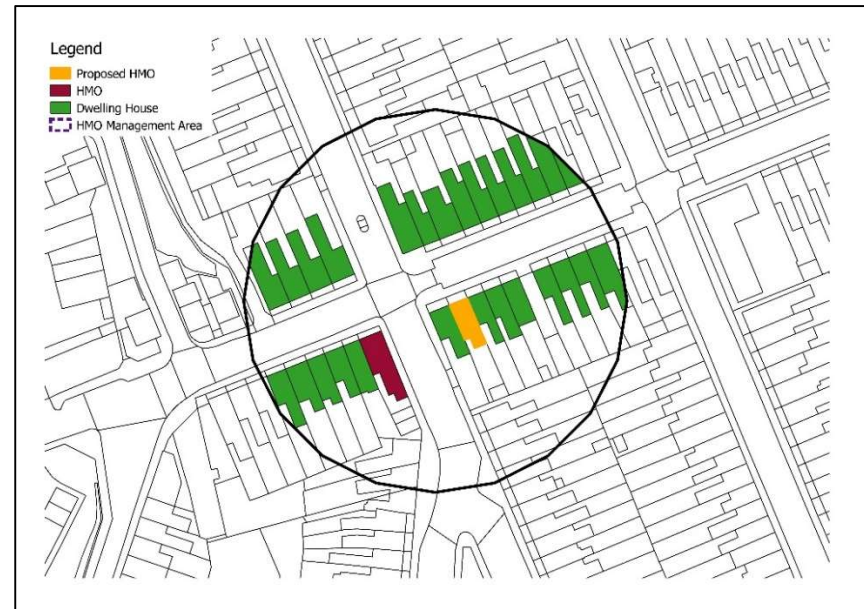 Legend
Proposed HMO
HMO
Dwelling House
HMO Management Area